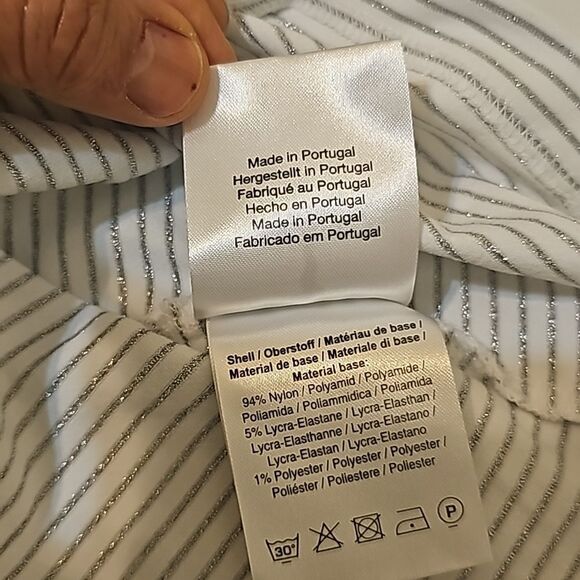 Made in Portugal
Hergestellt in Portugal
Fabriqué au Portugal
Hecho en Portugal
Made in Portugal
Fabricado em Portugal
Shell / Oberstoff / Matériau de base /
Material de base / Materiale di base /
Material base:
94% Nylon / Polyamid / Polyamide /
Poliamida / Poliammidica / Poliamida
5% Lycra-Elastane / Lycra-Elasthan /
Lycra-Elasthanne / Lycra-Elastano /
Lycra-Elastan / Lycra-Elastano
1% Polyester / Polyester / Polyester /
Poliéster / Poliestere / Poliester
30°
P